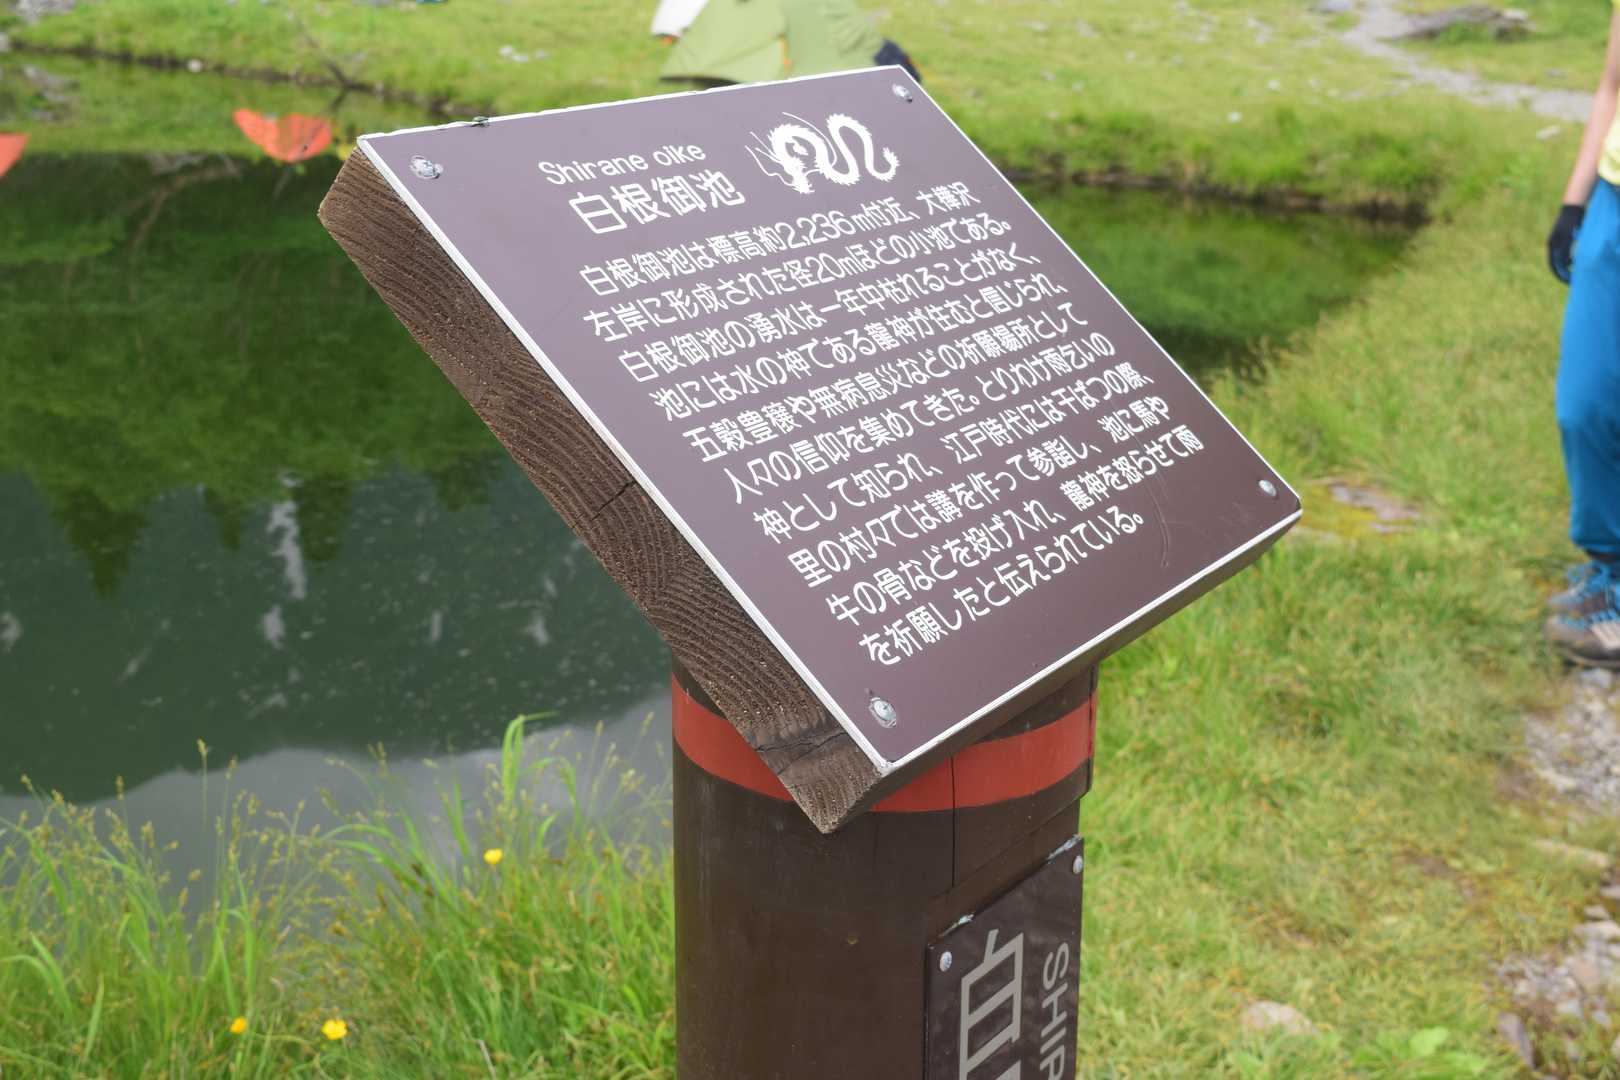 Shirane oike
白根御池
白根御池は標高約2,236m付近、大樺沢
左岸に形成された径20mほどの小池である。
白根御池の湧水は一年中枯れることがなく、
池には水の神である龍神が住むと信じられ、
五穀豊穣や無病息災などの祈願場所として
人々の信仰を集めてきた。とりわけ雨乞いの
神として知られ、江戸時代には干ばつの際、
里の村々では講を作って参詣し、池に馬や
牛の骨などを投げ入れ、龍神を怒らせて雨
を祈願したと伝えられている。
白
SHIR